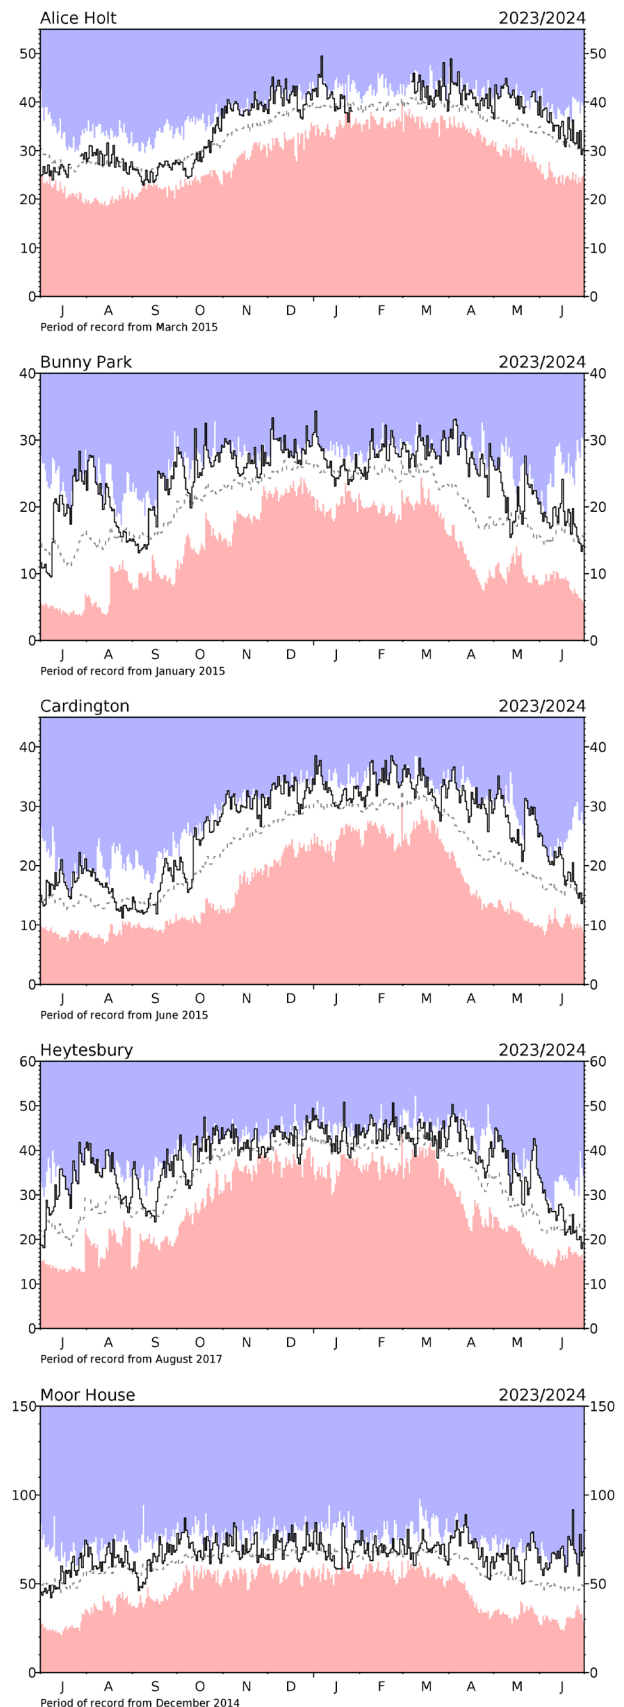 Alice Holt 2023/2024
50 50
40 40
30 30
20 20
10 10
0 0
J A S O N D J F M A M J
Period of record from March 2015
Bunny Park 2023/2024
40 40
30 30
20 20
10 10
0 0
J A S O N D J F M A M J
Period of record from January 2015
Cardington 2023/2024
40 40
30 30
20 20
10 10
0 0
J A S O N D J F M A M J
Period of record from June 2015
Heytesbury 2023/2024
60 60
50 50
40 40
30 30
20 20
10 10
0 0
J A S O N D J F M A M J
Period of record from August 2017
Moor House 2023/2024
150 150
100 100
50 50
0 0
J A S O N D J F M A M J
Period of record from December 2014